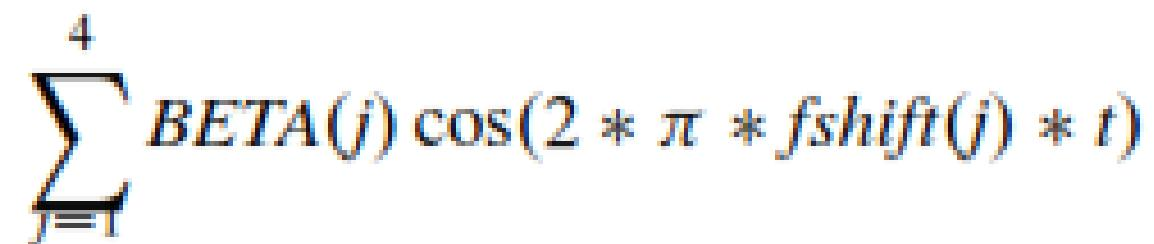 4
∑ BETA(j) cos(2 * π * fshift(j) * t)
j=1